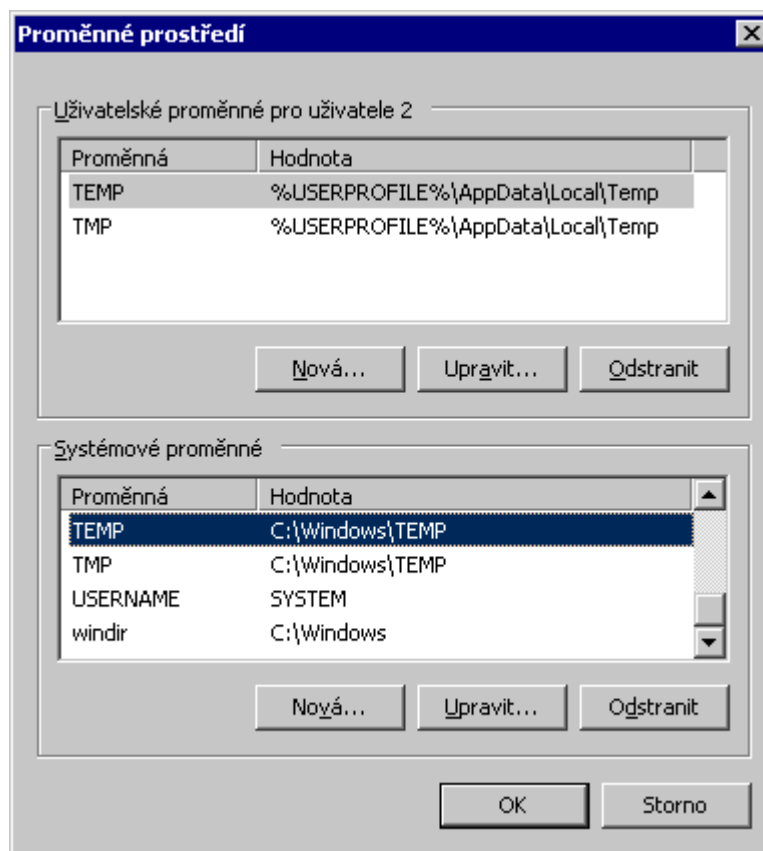 Proměnné prostředí
Uživatelské proměnné pro uživatele 2
Proměnná Hodnota
TEMP %USERPROFILE%\AppData\Local\Temp
TMP %USERPROFILE%\AppData\Local\Temp
Nová... Upravit... Odstranit
Systémové proměnné
Proměnná Hodnota
TEMP C:\Windows\TEMP
TMP C:\Windows\TEMP
USERNAME SYSTEM
windir C:\Windows
Nová... Upravit... Odstranit
OK Storno